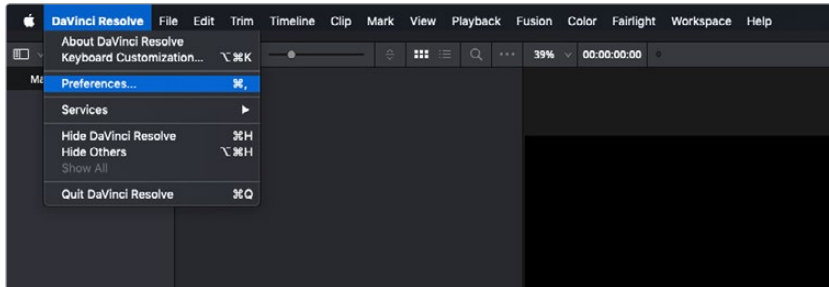 DaVinci Resolve File Edit Trim Timeline Clip Mark View Playback Fusion Color Fairlight Workspace Help
39% 00:00:00:00
About DaVinci Resolve
Keyboard Customization... ⌥⌘K
Preferences... ⌘,
Services
Hide DaVinci Resolve ⌘H
Hide Others ⌥⌘H
Show All
Quit DaVinci Resolve ⌘Q